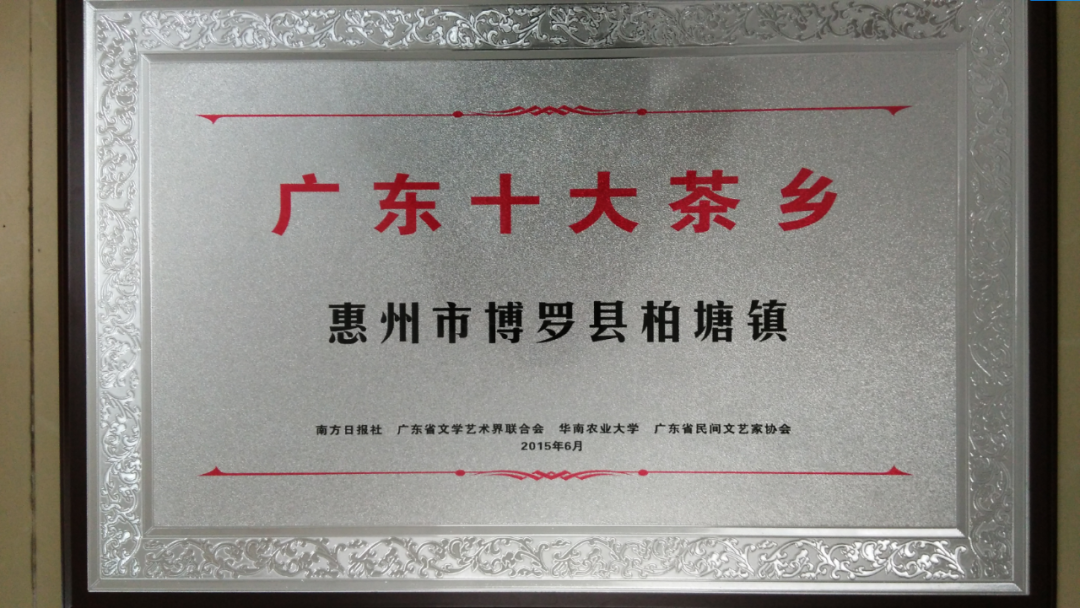 广东十大茶乡
惠州市博罗县柏塘镇
南方日报社 广东省文学艺术界联合会 华南农业大学 广东省民间文艺家协会
2015年6月